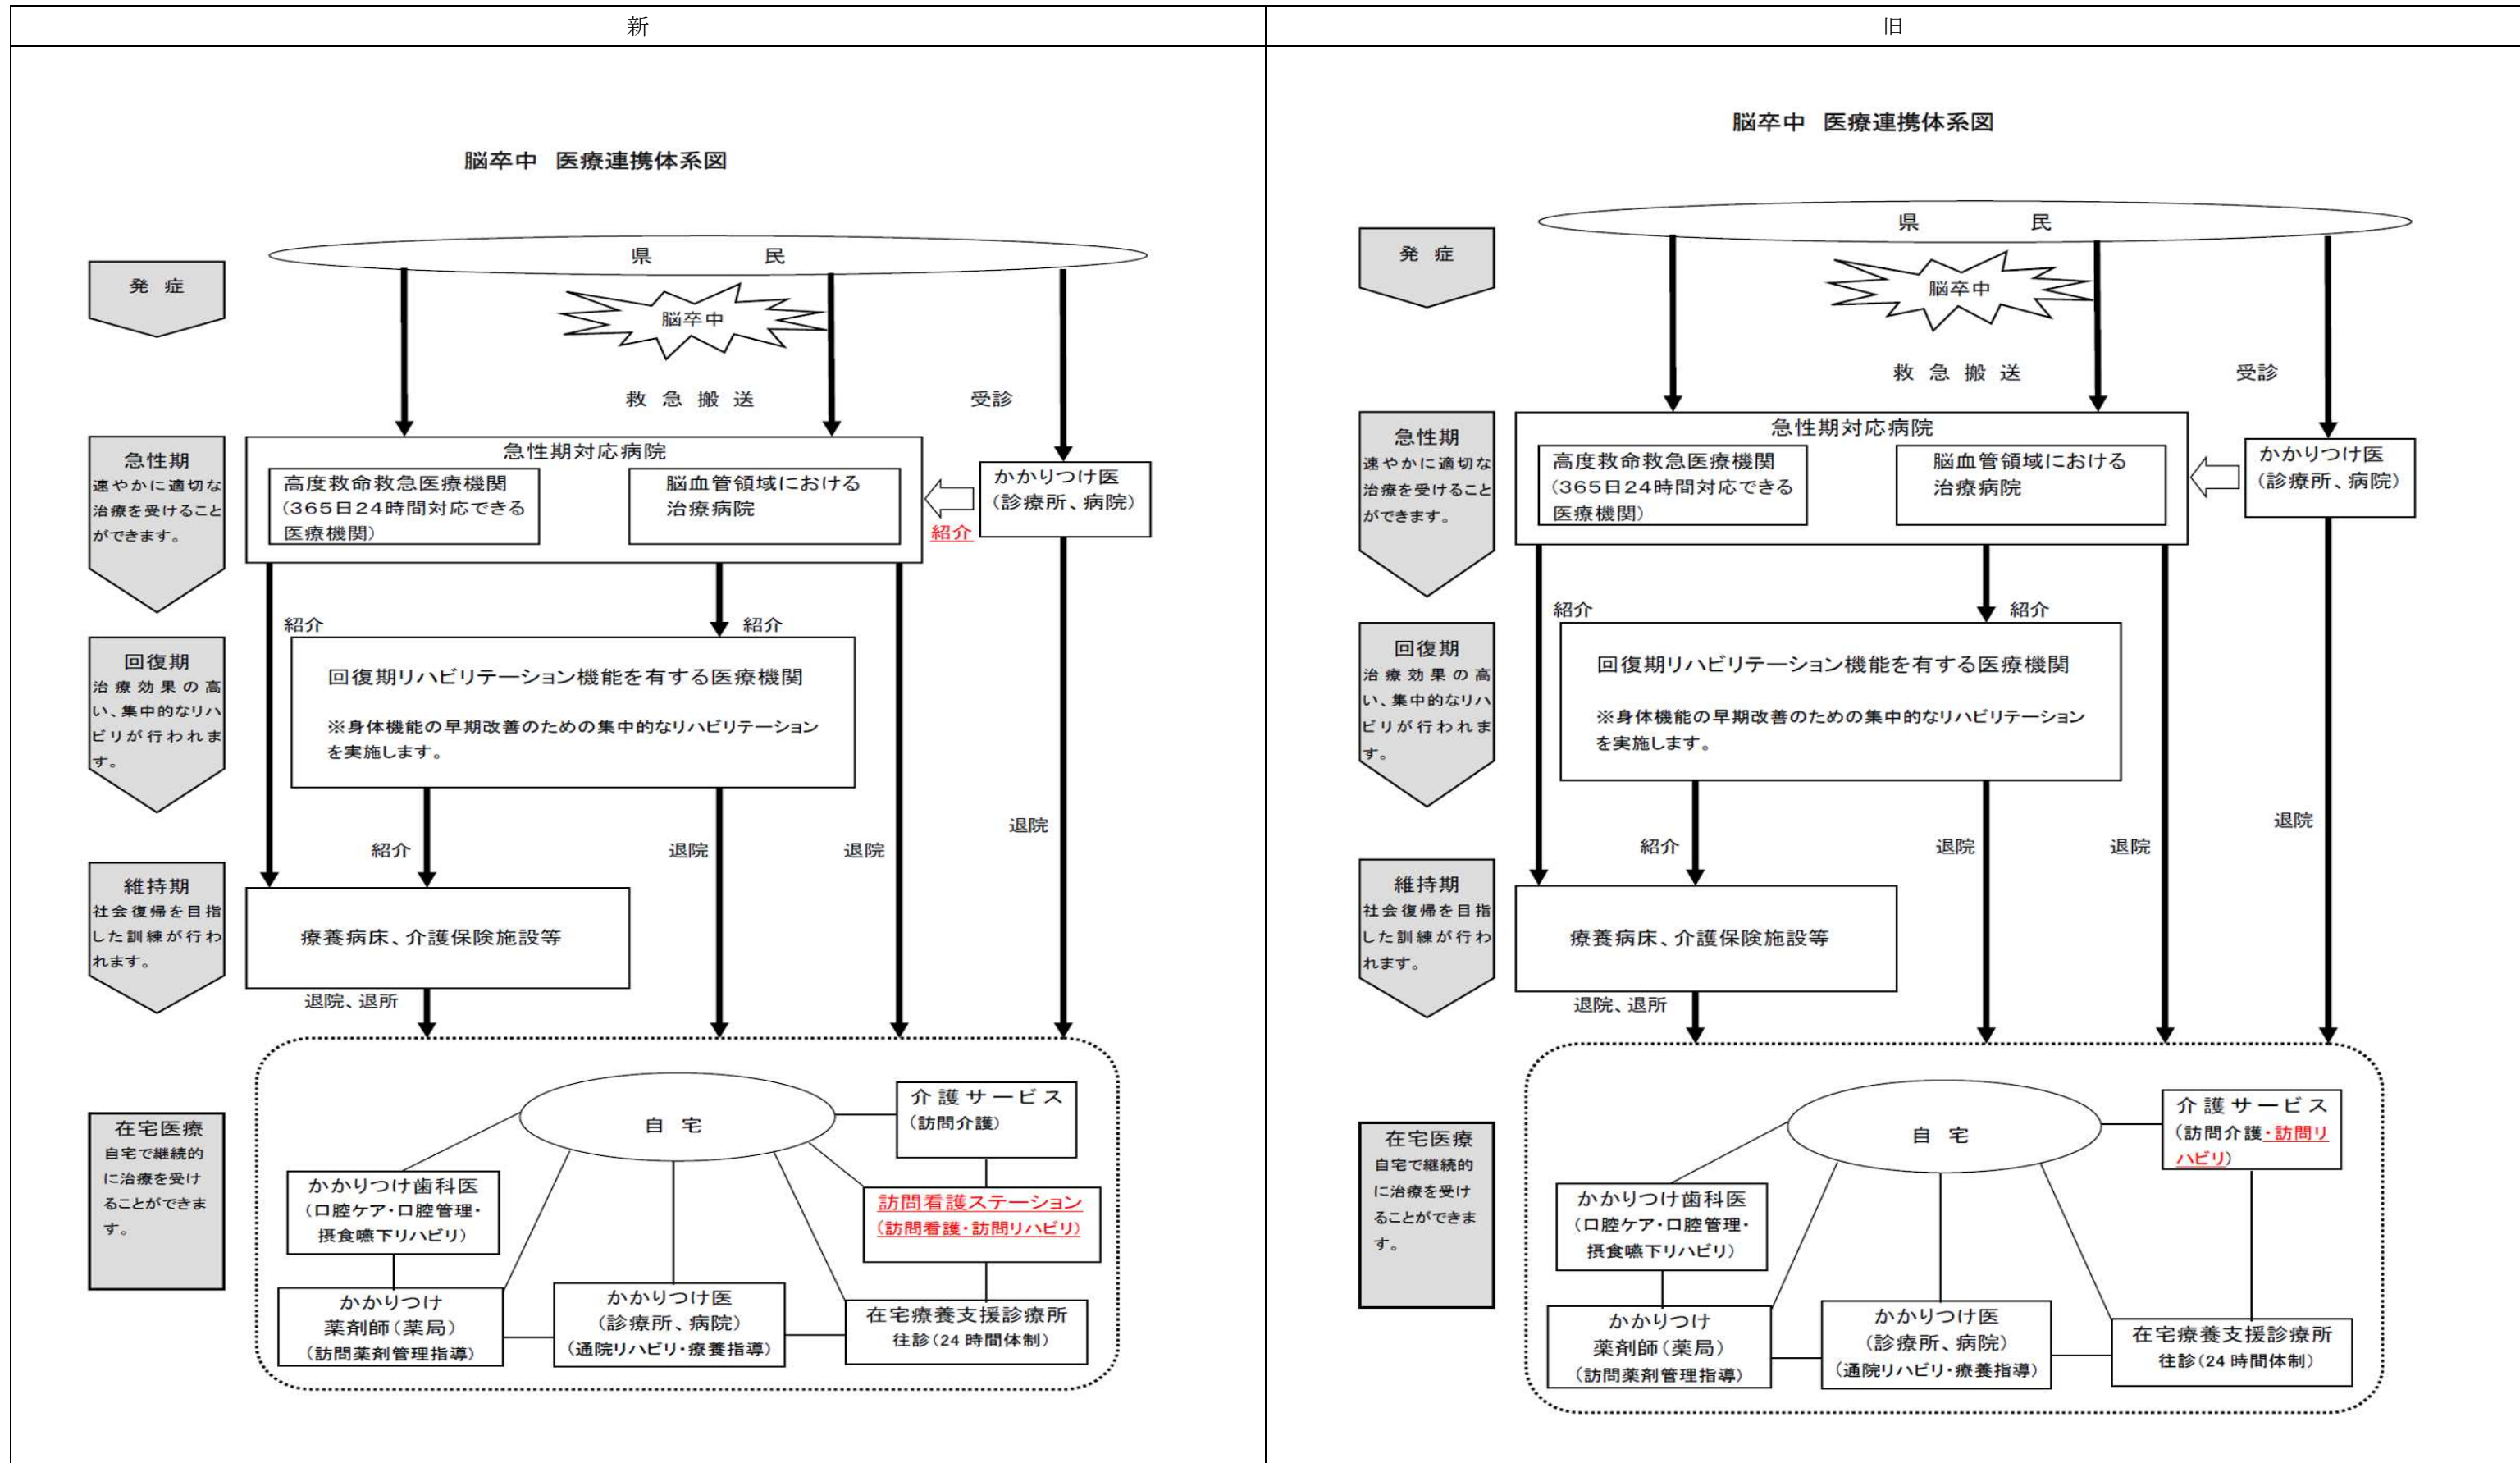 新
脳卒中　医療連携体系図
県　民
発　症
脳卒中
救 急 搬 送
受診
急性期
速やかに適切な
治療を受けること
ができます。
急性期対応病院
高度救命救急医療機関
(365日24時間対応できる
医療機関)
脳血管領域における
治療病院
紹介
かかりつけ医
(診療所、病院)
紹介
紹介
回復期
治療効果の高
い、集中的なリハ
ビリが行われま
す。
回復期リハビリテーション機能を有する医療機関
※身体機能の早期改善のための集中的なリハビリテーション
を実施します。
紹介
退院
退院
退院
維持期
社会復帰を目指
した訓練が行わ
れます。
療養病床、介護保険施設等
退院、退所
在宅医療
自宅で継続的
に治療を受け
ることができま
す。
自　宅
介護サービス
(訪問介護)
かかりつけ歯科医
(口腔ケア・口腔管理・
摂食嚥下リハビリ)
訪問看護ステーション
(訪問看護・訪問リハビリ)
かかりつけ
薬剤師(薬局)
(訪問薬剤管理指導)
かかりつけ医
(診療所、病院)
(通院リハビリ・療養指導)
在宅療養支援診療所
往診(24時間体制)
旧
脳卒中　医療連携体系図
県　民
発　症
脳卒中
救 急 搬 送
受診
急性期
速やかに適切な
治療を受けること
ができます。
急性期対応病院
高度救命救急医療機関
(365日24時間対応できる
医療機関)
脳血管領域における
治療病院
かかりつけ医
(診療所、病院)
紹介
紹介
回復期
治療効果の高
い、集中的なリハ
ビリが行われま
す。
回復期リハビリテーション機能を有する医療機関
※身体機能の早期改善のための集中的なリハビリテーション
を実施します。
紹介
退院
退院
退院
維持期
社会復帰を目指
した訓練が行わ
れます。
療養病床、介護保険施設等
退院、退所
在宅医療
自宅で継続的
に治療を受け
ることができま
す。
自　宅
介護サービス
(訪問介護・訪問リ
ハビリ)
かかりつけ歯科医
(口腔ケア・口腔管理・
摂食嚥下リハビリ)
かかりつけ
薬剤師(薬局)
(訪問薬剤管理指導)
かかりつけ医
(診療所、病院)
(通院リハビリ・療養指導)
在宅療養支援診療所
往診(24時間体制)